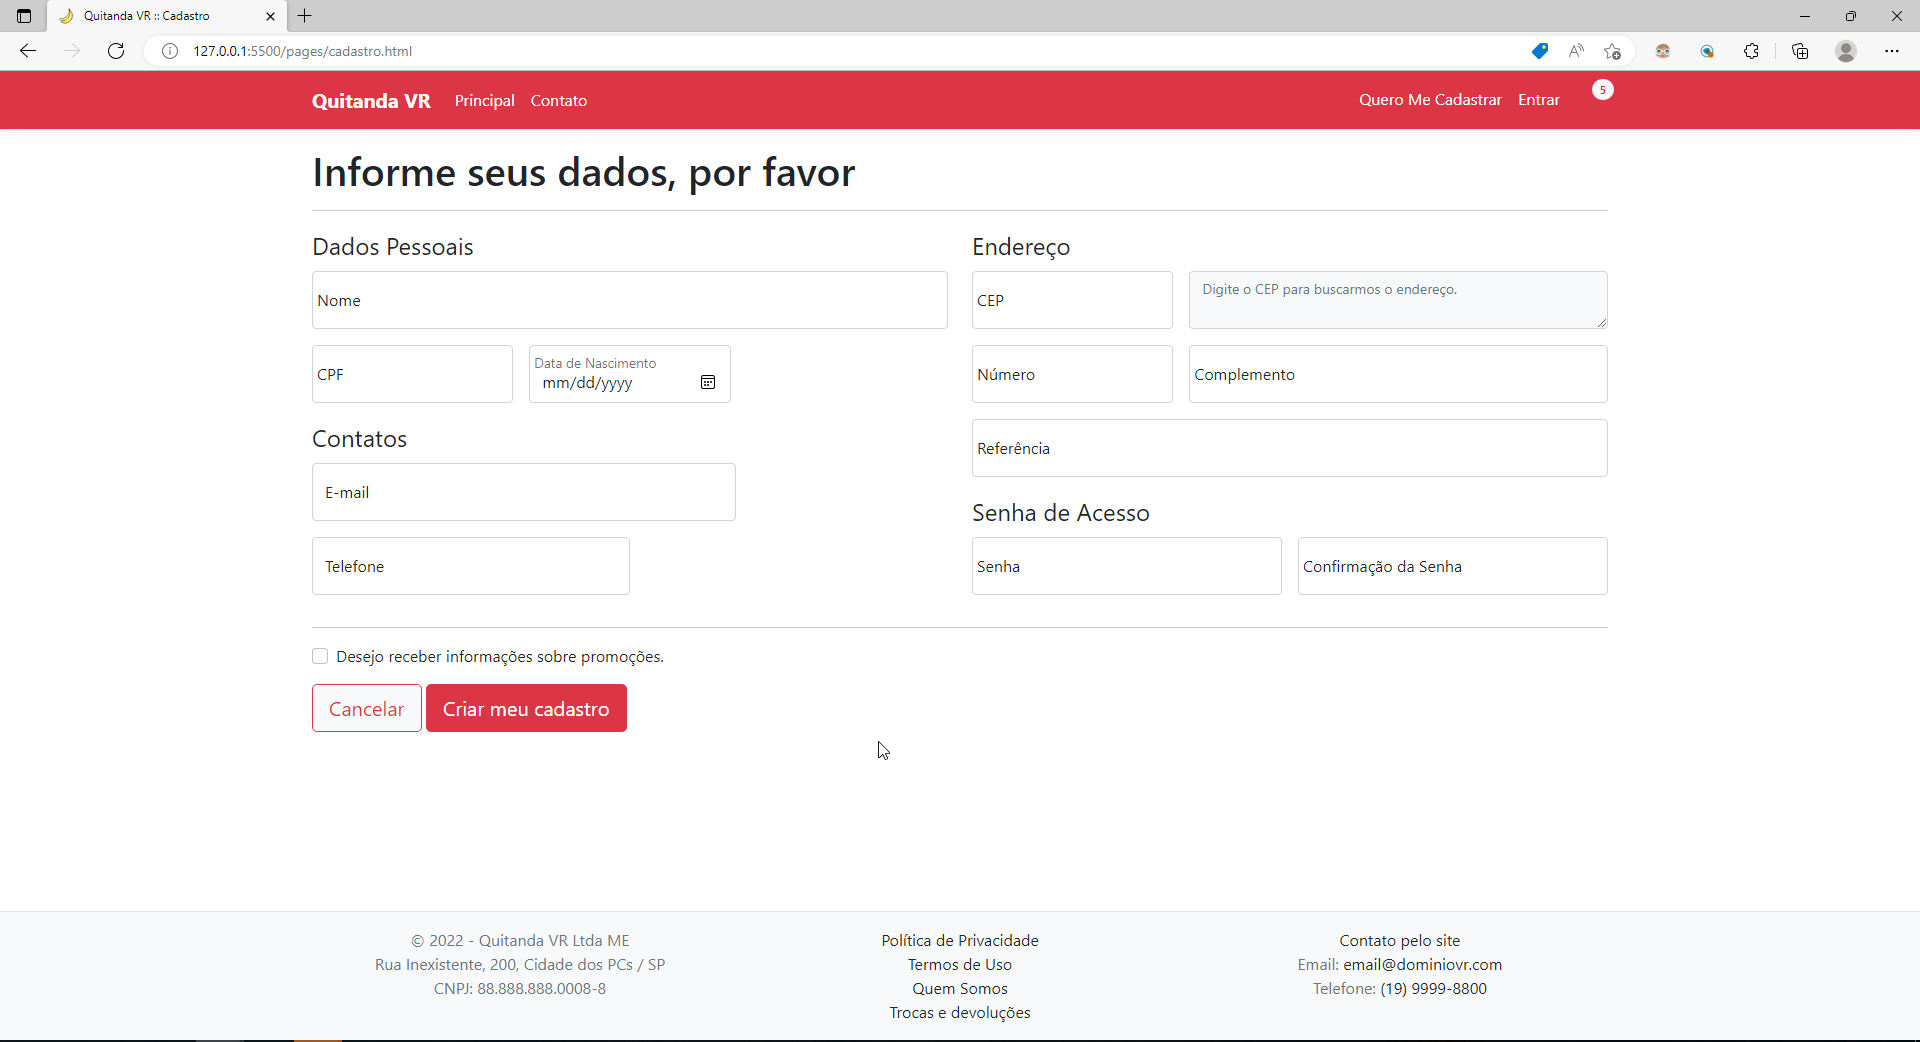 Quitanda VR :: Cadastro
127.0.0.1:5500/pages/cadastro.html
Quitanda VR Principal Contato Quero Me Cadastrar Entrar 5
Informe seus dados, por favor
Dados Pessoais
Nome
CPF
Data de Nascimento
mm/dd/yyyy
Contatos
E-mail
Telefone
Endereço
CEP
Digite o CEP para buscarmos o endereço.
Número
Complemento
Referência
Senha de Acesso
Senha
Confirmação da Senha
Desejo receber informações sobre promoções.
Cancelar
Criar meu cadastro
© 2022 - Quitanda VR Ltda ME
Rua Inexistente, 200, Cidade dos PCs / SP
CNPJ: 88.888.888.0008-8
Política de Privacidade
Termos de Uso
Quem Somos
Trocas e devoluções
Contato pelo site
Email: email@dominiovr.com
Telefone: (19) 9999-8800